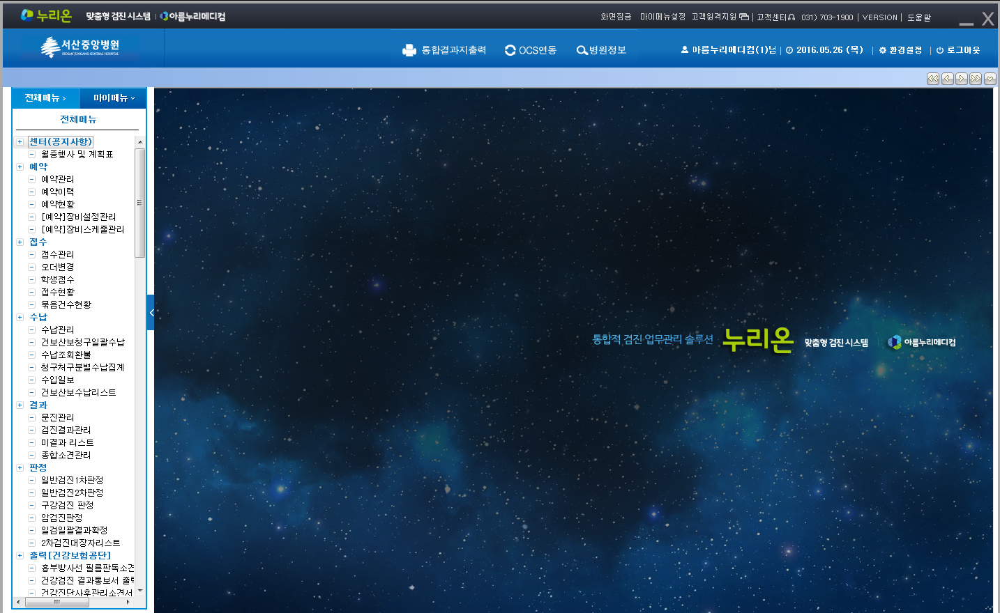 누리온 맞춤형 검진 시스템 | 아름누리메디컴 화면잠금 마이메뉴설정 고객원격지원 | 고객센터 031) 703-1900 | VERSION | 도움말
서산중앙병원 통합결과지출력 OCS연동 병원정보 아름누리메디컴(1)님 | 2016.05.26 (목) | 환경설정 | 로그아웃
SEOSAN JUNGANG GENERAL HOSPITAL
전체메뉴 마이메뉴
전체메뉴
센터(공지사항)
월중행사 및 계획표
예약
예약관리
예약이력
예약현황
[예약]장비설정관리
[예약]장비스케줄관리
접수
접수관리
오더변경
학생접수
접수현황
묶음건수현황
수납
수납관리
건보산보청구일괄수납
수납조회환불
청구처구분별수납집계
수입일보
건보산보수납리스트
결과
문진관리
검진결과관리
미결과 리스트
종합소견관리
판정
일반검진1차판정
일반검진2차판정
구강검진 판정
암검진판정
일검일괄결과확정
2차검진대장자리스트
출력[건강보험공단]
흉부방사선 필름판독소견
건강검진 결과통보서 출력
건강진단사후관리소견서
통합적 검진 업무관리 솔루션 누리온 맞춤형 검진 시스템 아름누리메디컴